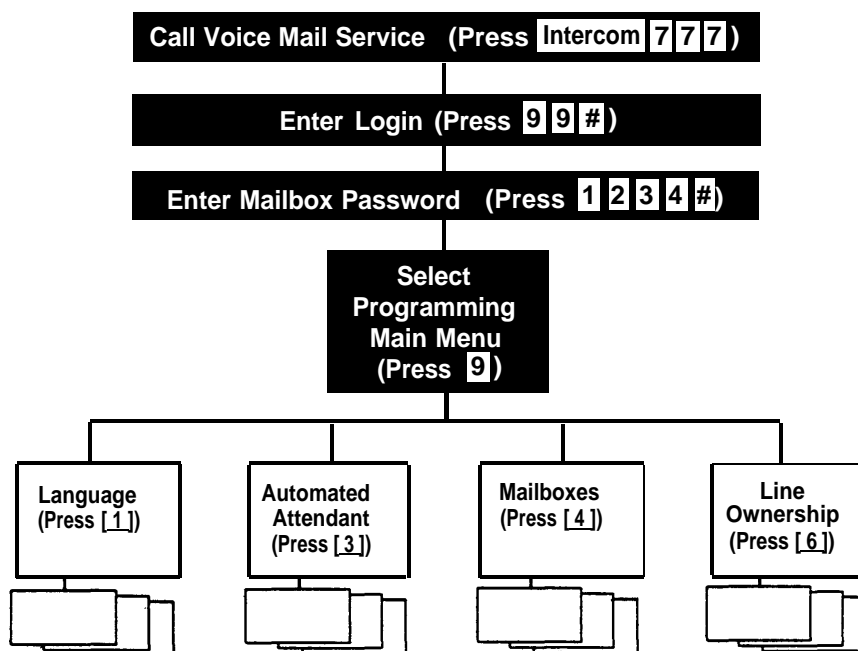 Call Voice Mail Service (Press Intercom 7 7 7)
Enter Login (Press 9 9 #)
Enter Mailbox Password (Press 1 2 3 4 #)
Select
Programming
Main Menu
(Press 9)
Language
(Press [ 1 ])
Automated
Attendant
(Press [ 3 ])
Mailboxes
(Press [ 4 ])
Line
Ownership
(Press [ 6 ])